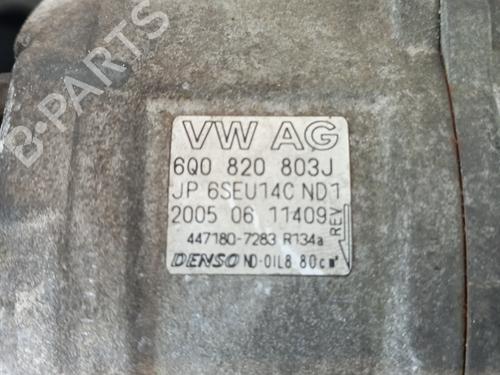 B-PARTS
VW AG
6Q0 820 803J
JP 6SEU14C ND1
2005 06 11409
REV
447180-7283 R134a
DENSO ND-OIL8 80cm³